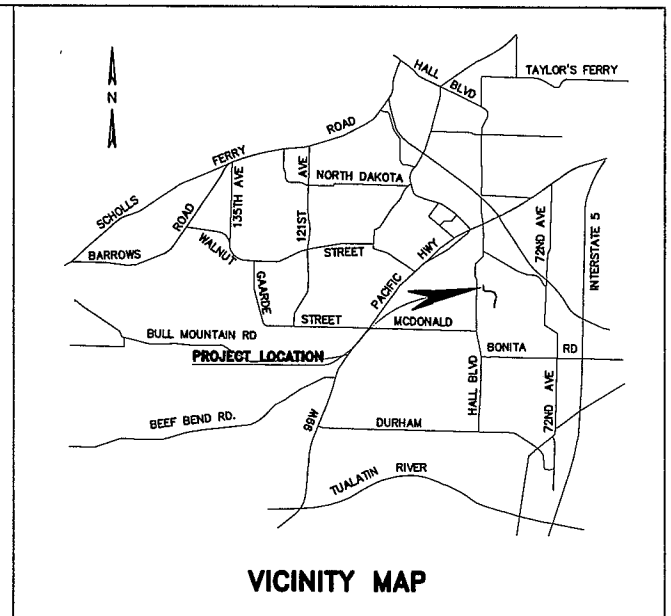 HALL BLVD
TAYLOR'S FERRY
N
SCHOLLS FERRY ROAD
135TH AVE
121ST AVE
NORTH DAKOTA
BARROWS ROAD
WALNUT STREET
PACIFIC HWY
72ND AVE
INTERSTATE 5
GAARDE STREET
MCDONALD
BULL MOUNTAIN RD
PROJECT LOCATION
BONITA RD
HALL BLVD
72ND AVE
BEEF BEND RD.
99W
DURHAM
TUALATIN RIVER
VICINITY MAP